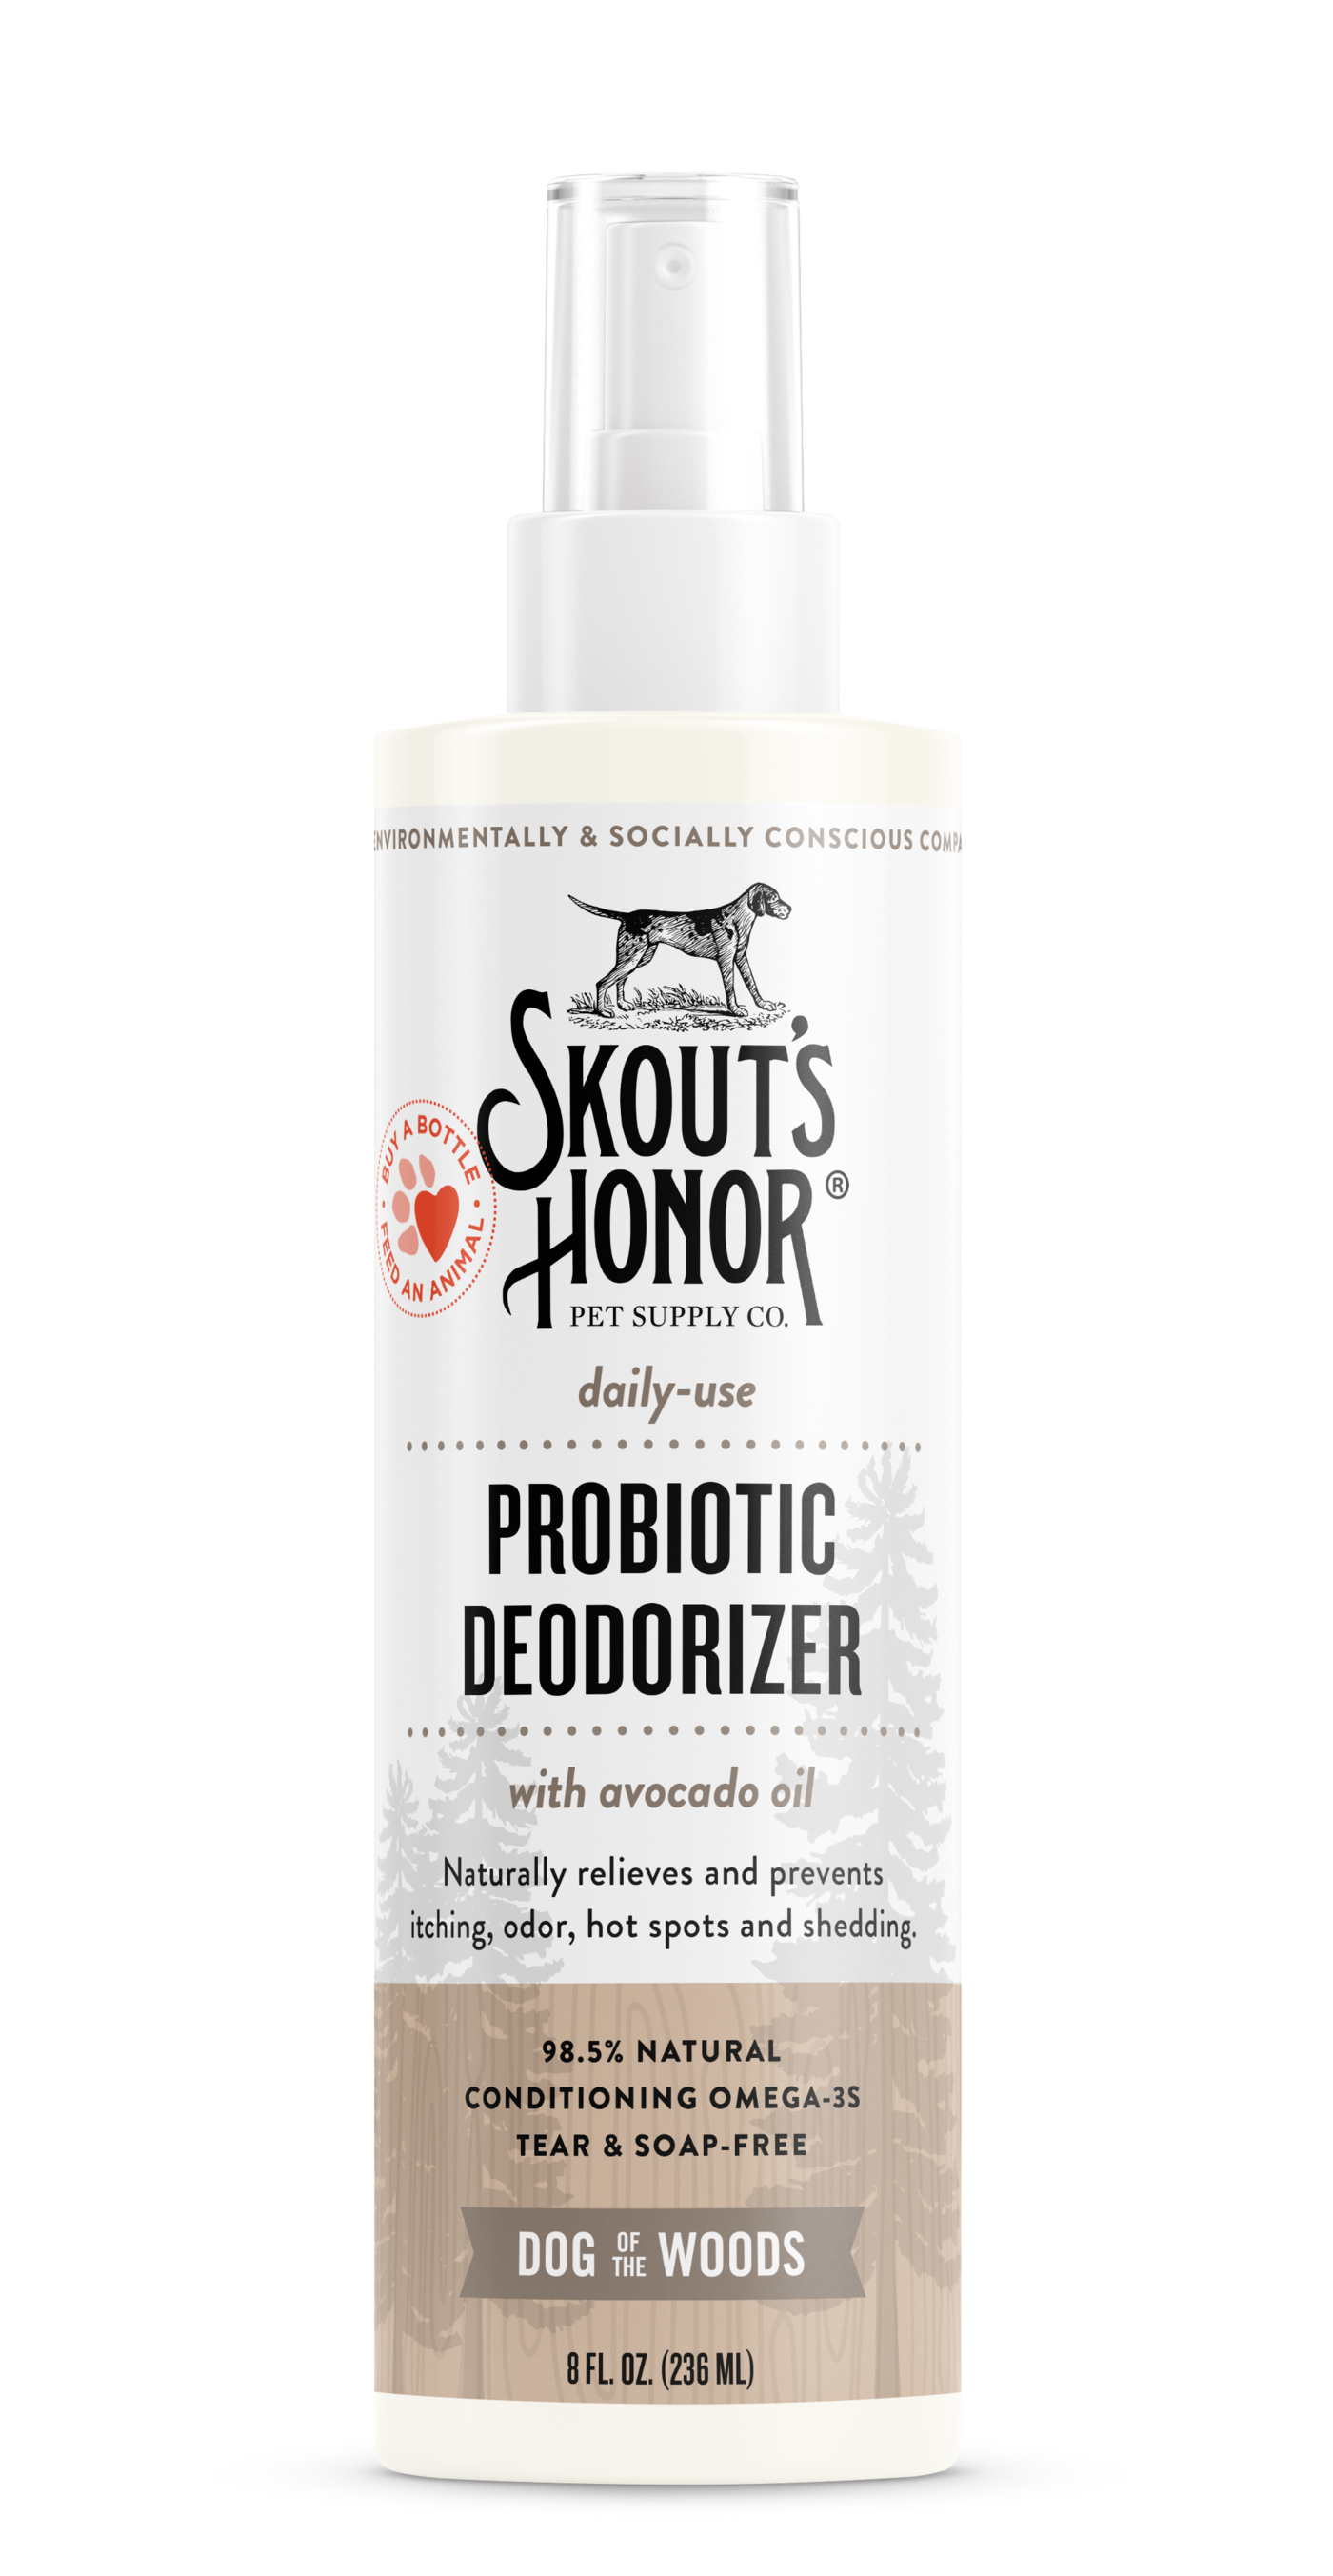 ENVIRONMENTALLY & SOCIALLY CONSCIOUS
SKOUT'S
HONOR®
PET SUPPLY CO.
BUY A BOTTLE
FEED AN ANIMAL
daily-use
PROBIOTIC
DEODORIZER
with avocado oil
Naturally relieves and prevents
itching, odor, hot spots and shedding.
98.5% NATURAL
CONDITIONING OMEGA-3S
TEAR & SOAP-FREE
DOG OF THE WOODS
8 FL. OZ. (236 ML)